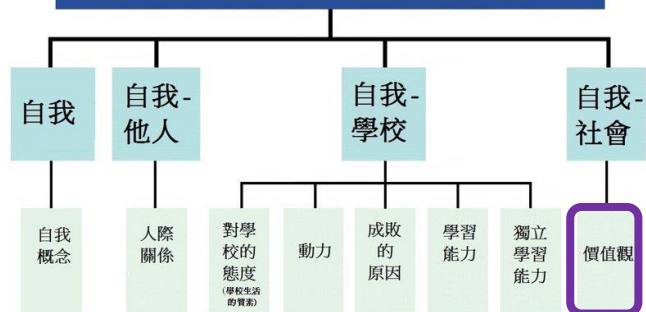 自我
自我-
他人
自我-
學校
自我-
社會
自我
概念
人際
關係
對學
校的
態度
(學校生活
的質素)
動力
成敗
的
原因
學習
能力
獨立
學習
能力
價值觀